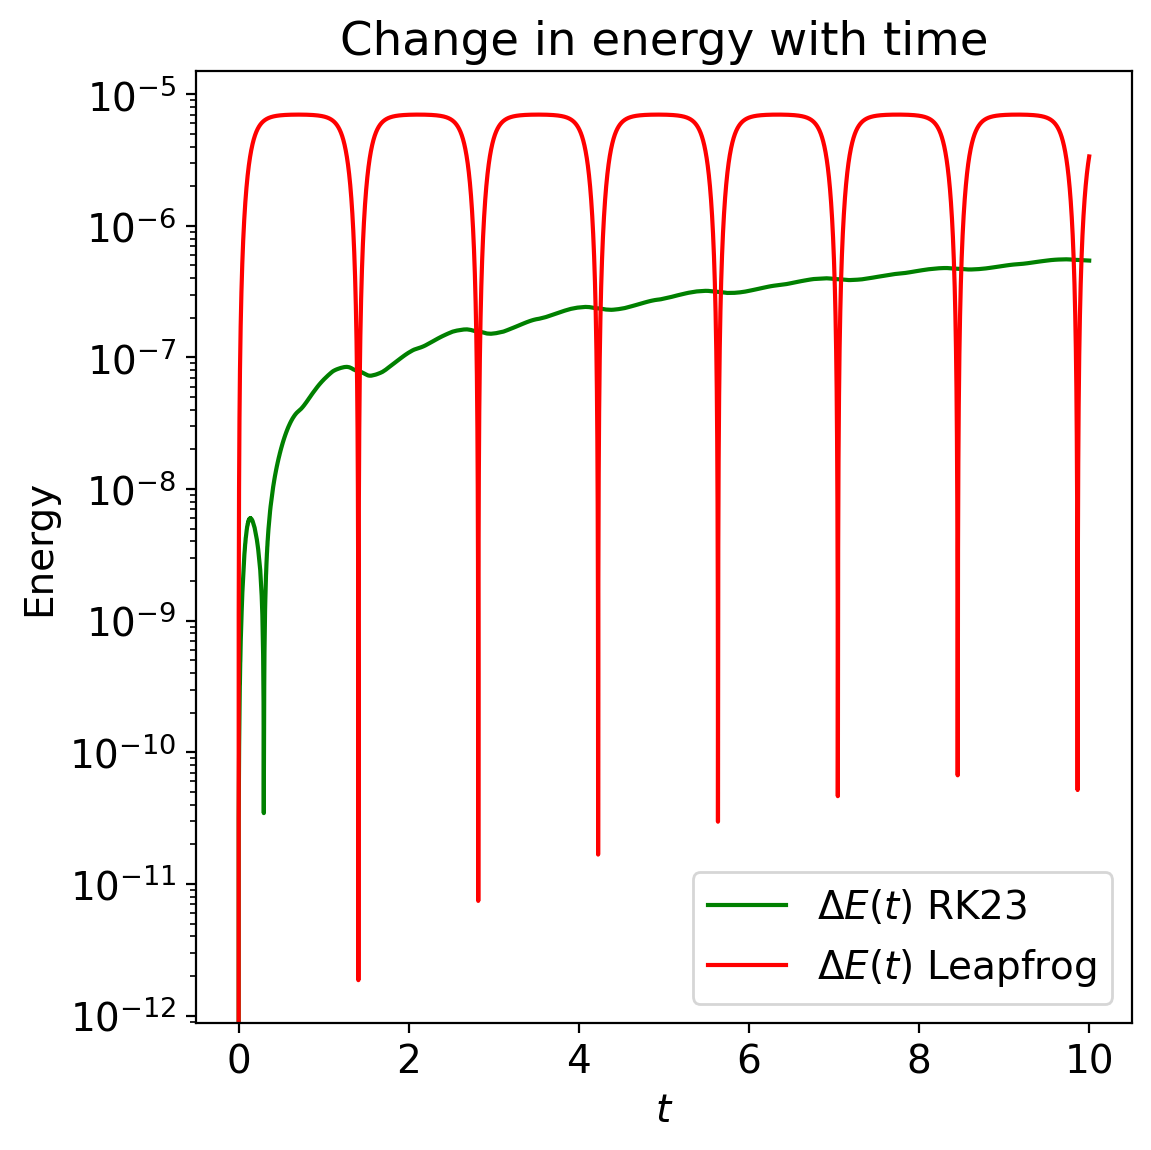 Change in energy with time
10⁻⁵
10⁻⁶
10⁻⁷
10⁻⁸
10⁻⁹
10⁻¹⁰
10⁻¹¹
10⁻¹²
Energy
ΔE(t) RK23
ΔE(t) Leapfrog
0 2 4 6 8 10
t